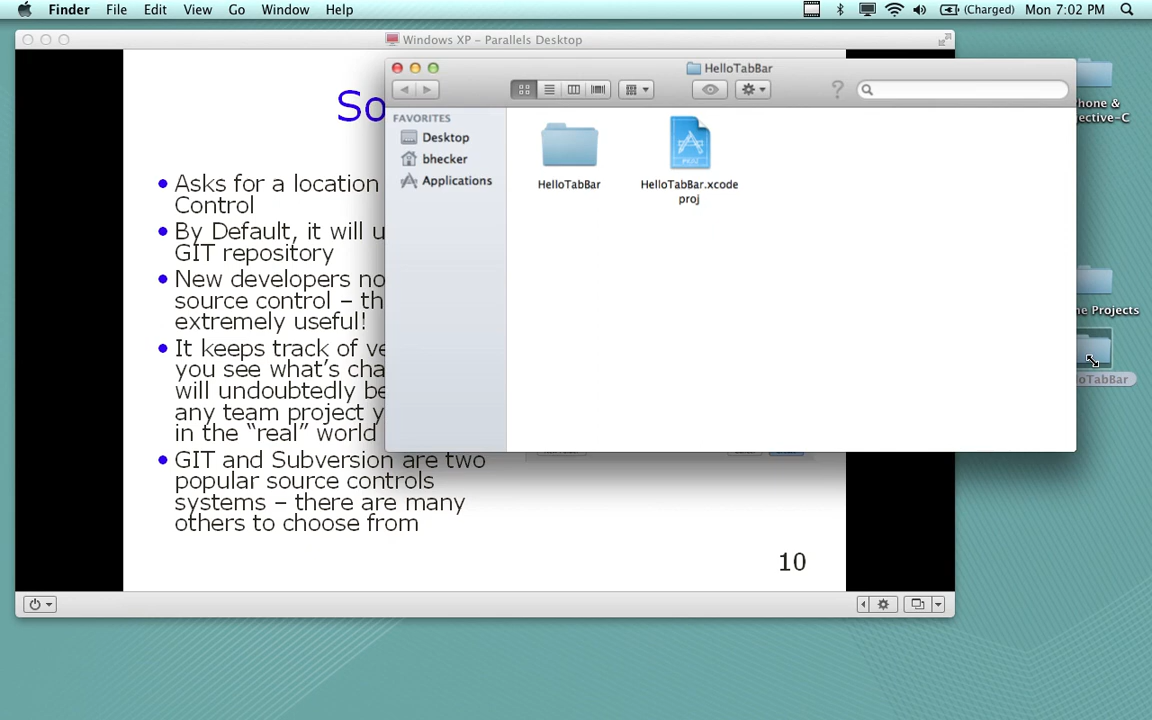 Finder File Edit View Go Window Help
(Charged) Mon 7:02 PM
Windows XP - Parallels Desktop
So
Asks for a location
Control
By Default, it will u
GIT repository
New developers no
source control – th
extremely useful!
It keeps track of ve
you see what's cha
will undoubtedly be
any team project y
in the "real" world
GIT and Subversion are two
popular source controls
systems – there are many
others to choose from
10
HelloTabBar
FAVORITES
Desktop
bhecker
Applications
HelloTabBar
HelloTabBar.xcode
proj
PROJ
hone &
jective-C
ne Projects
loTabBar